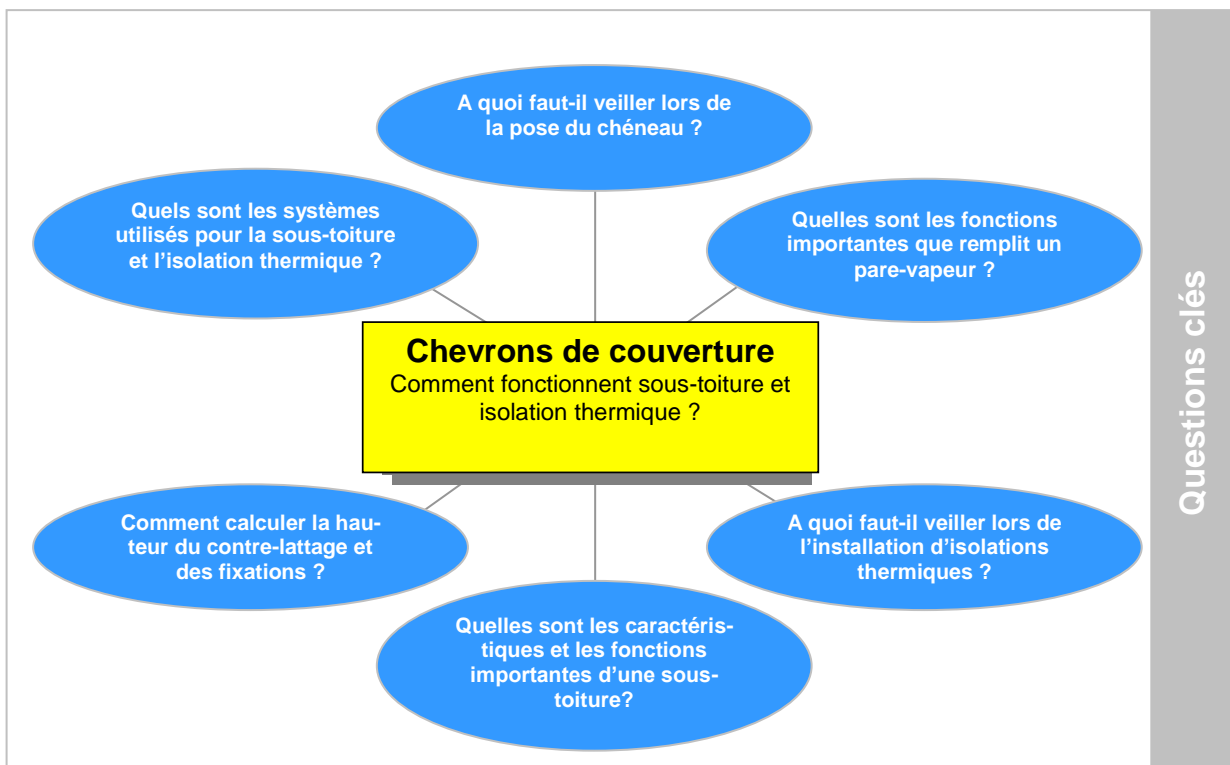 A quoi faut-il veiller lors de
la pose du chéneau ?
Quels sont les systèmes
utilisés pour la sous-toiture
et l’isolation thermique ?
Quelles sont les fonctions
importantes que remplit un
pare-vapeur ?
Chevrons de couverture
Comment fonctionnent sous-toiture et
isolation thermique ?
Comment calculer la hau-
teur du contre-lattage et
des fixations ?
A quoi faut-il veiller lors de
l’installation d’isolations
thermiques ?
Quelles sont les caractéris-
tiques et les fonctions
importantes d’une sous-
toiture?
Questions clés